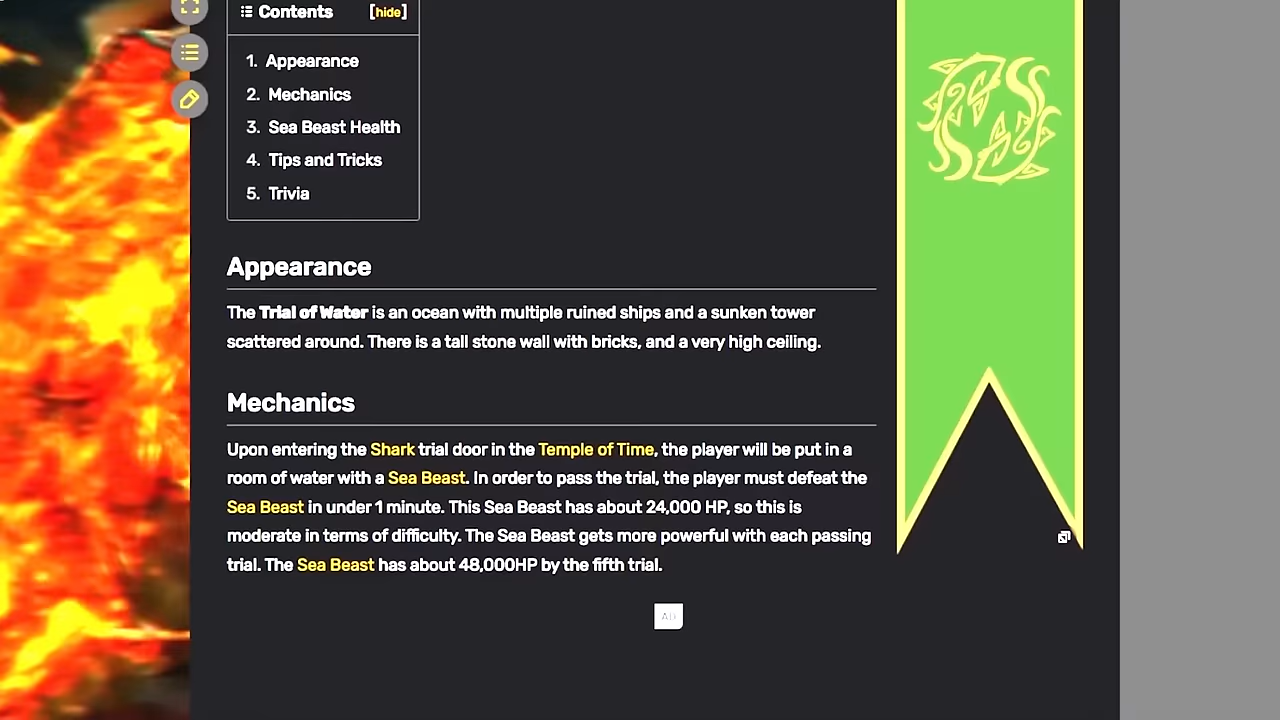 Contents [hide]
1. Appearance
2. Mechanics
3. Sea Beast Health
4. Tips and Tricks
5. Trivia
Appearance
The Trial of Water is an ocean with multiple ruined ships and a sunken tower
scattered around. There is a tall stone wall with bricks, and a very high ceiling.
Mechanics
Upon entering the Shark trial door in the Temple of Time, the player will be put in a
room of water with a Sea Beast. In order to pass the trial, the player must defeat the
Sea Beast in under 1 minute. This Sea Beast has about 24,000 HP, so this is
moderate in terms of difficulty. The Sea Beast gets more powerful with each passing
trial. The Sea Beast has about 48,000HP by the fifth trial.
AD